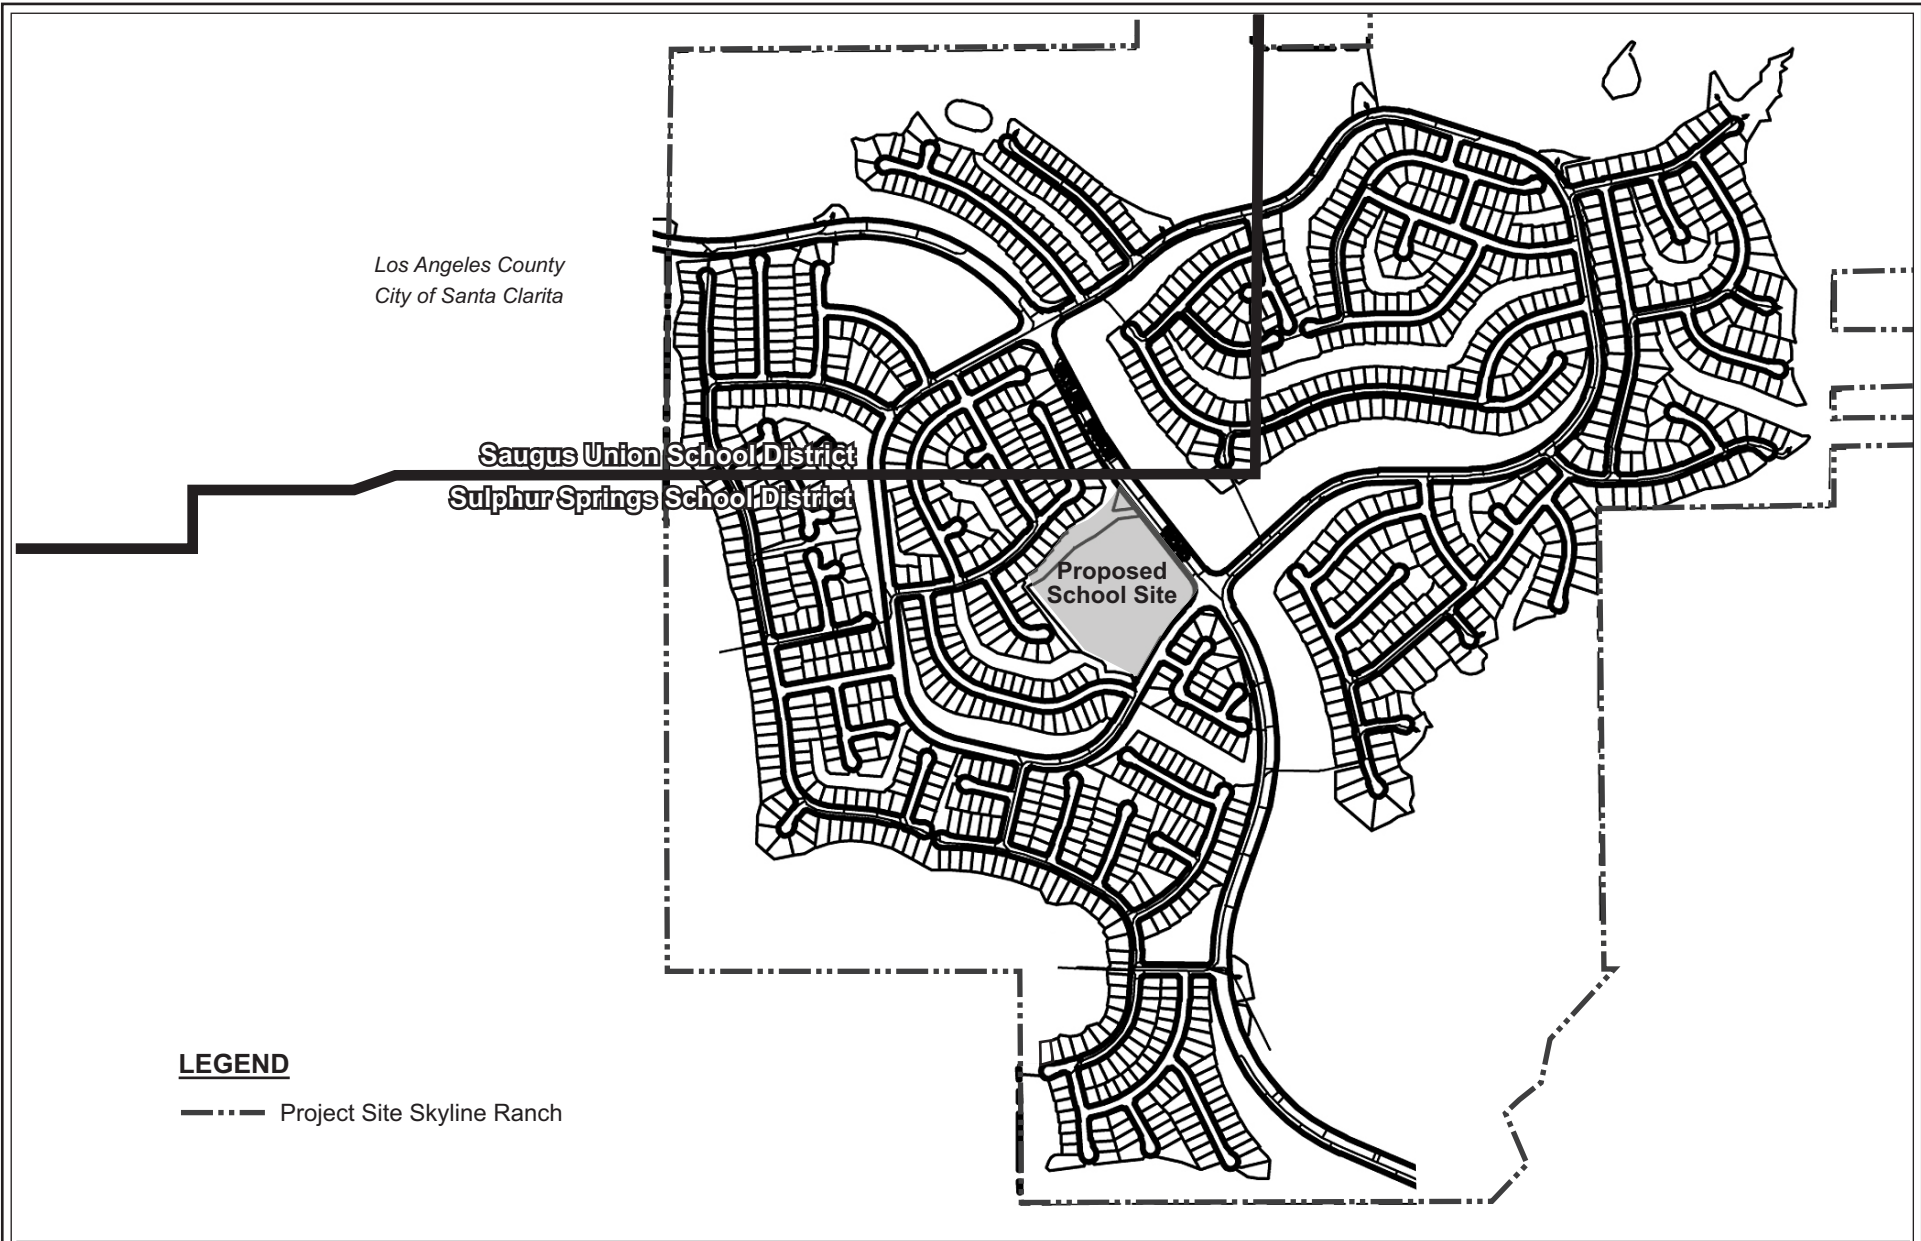 Los Angeles County
City of Santa Clarita
Saugus Union School District
Sulphur Springs School District
Proposed
School Site
LEGEND
Project Site Skyline Ranch